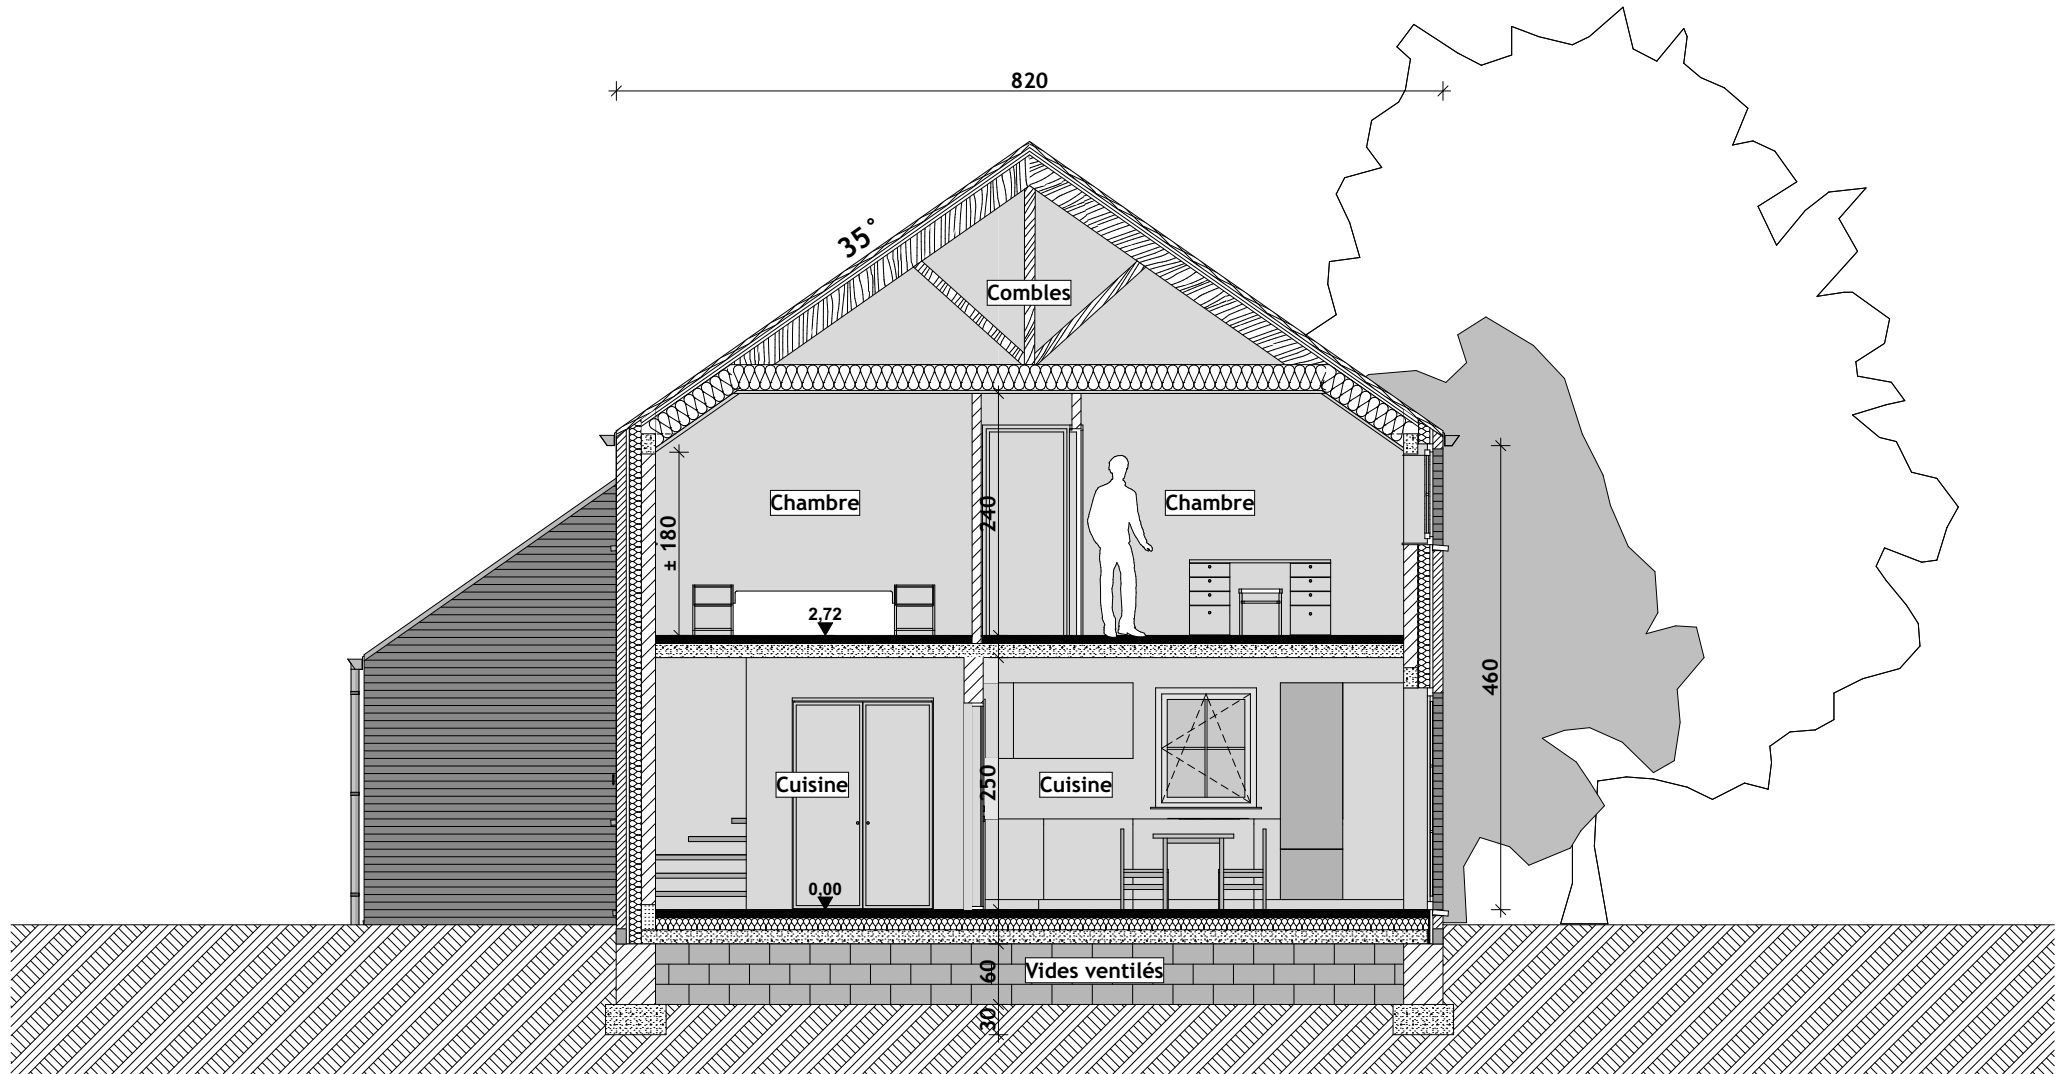 820
35°
Combles
Chambre
Chambre
± 180
240
2,72
460
Cuisine
250
Cuisine
0,00
Vides ventilés
60
30